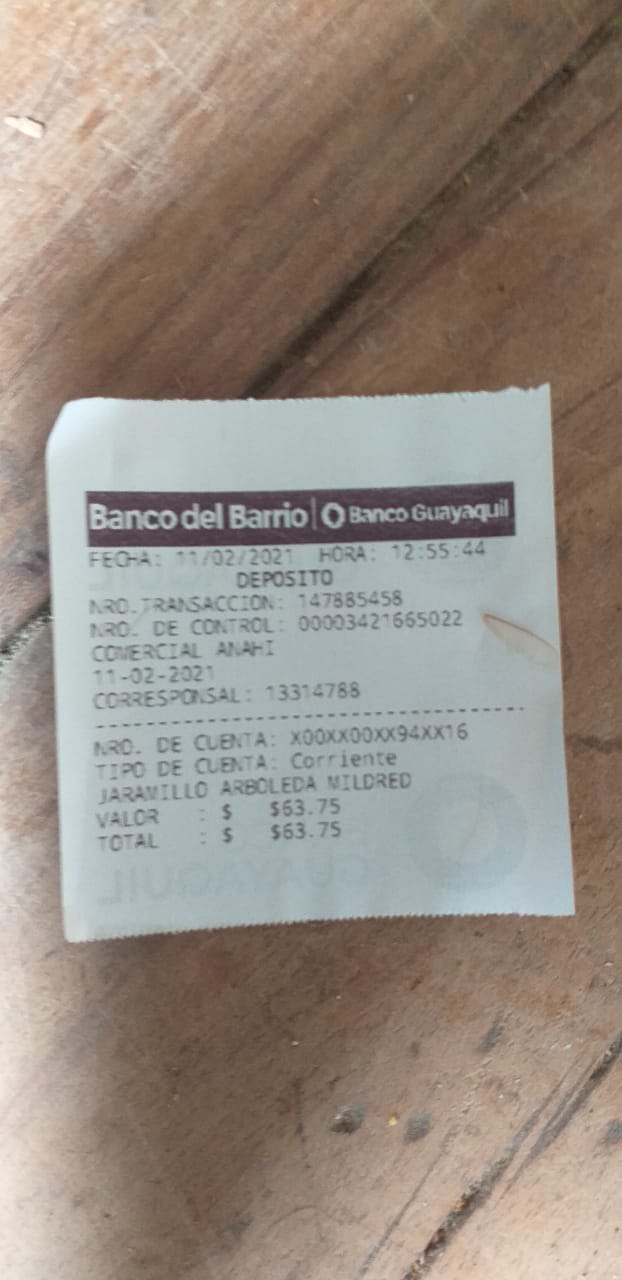 Banco del Barrio | Banco Guayaquil
FECHA: 11/02/2021 HORA: 12:55:44
DEPOSITO
NRO.TRANSACCION: 147885458
NRO. DE CONTROL: 00003421665022
COMERCIAL ANAHI
11-02-2021
CORRESPONSAL: 13314788
NRO. DE CUENTA: X00XX00XX94XX16
TIPO DE CUENTA: Corriente
JARAMILLO ARBOLEDA MILDRED
VALOR : $ $63.75
TOTAL : $ $63.75
GUAYAQUIL